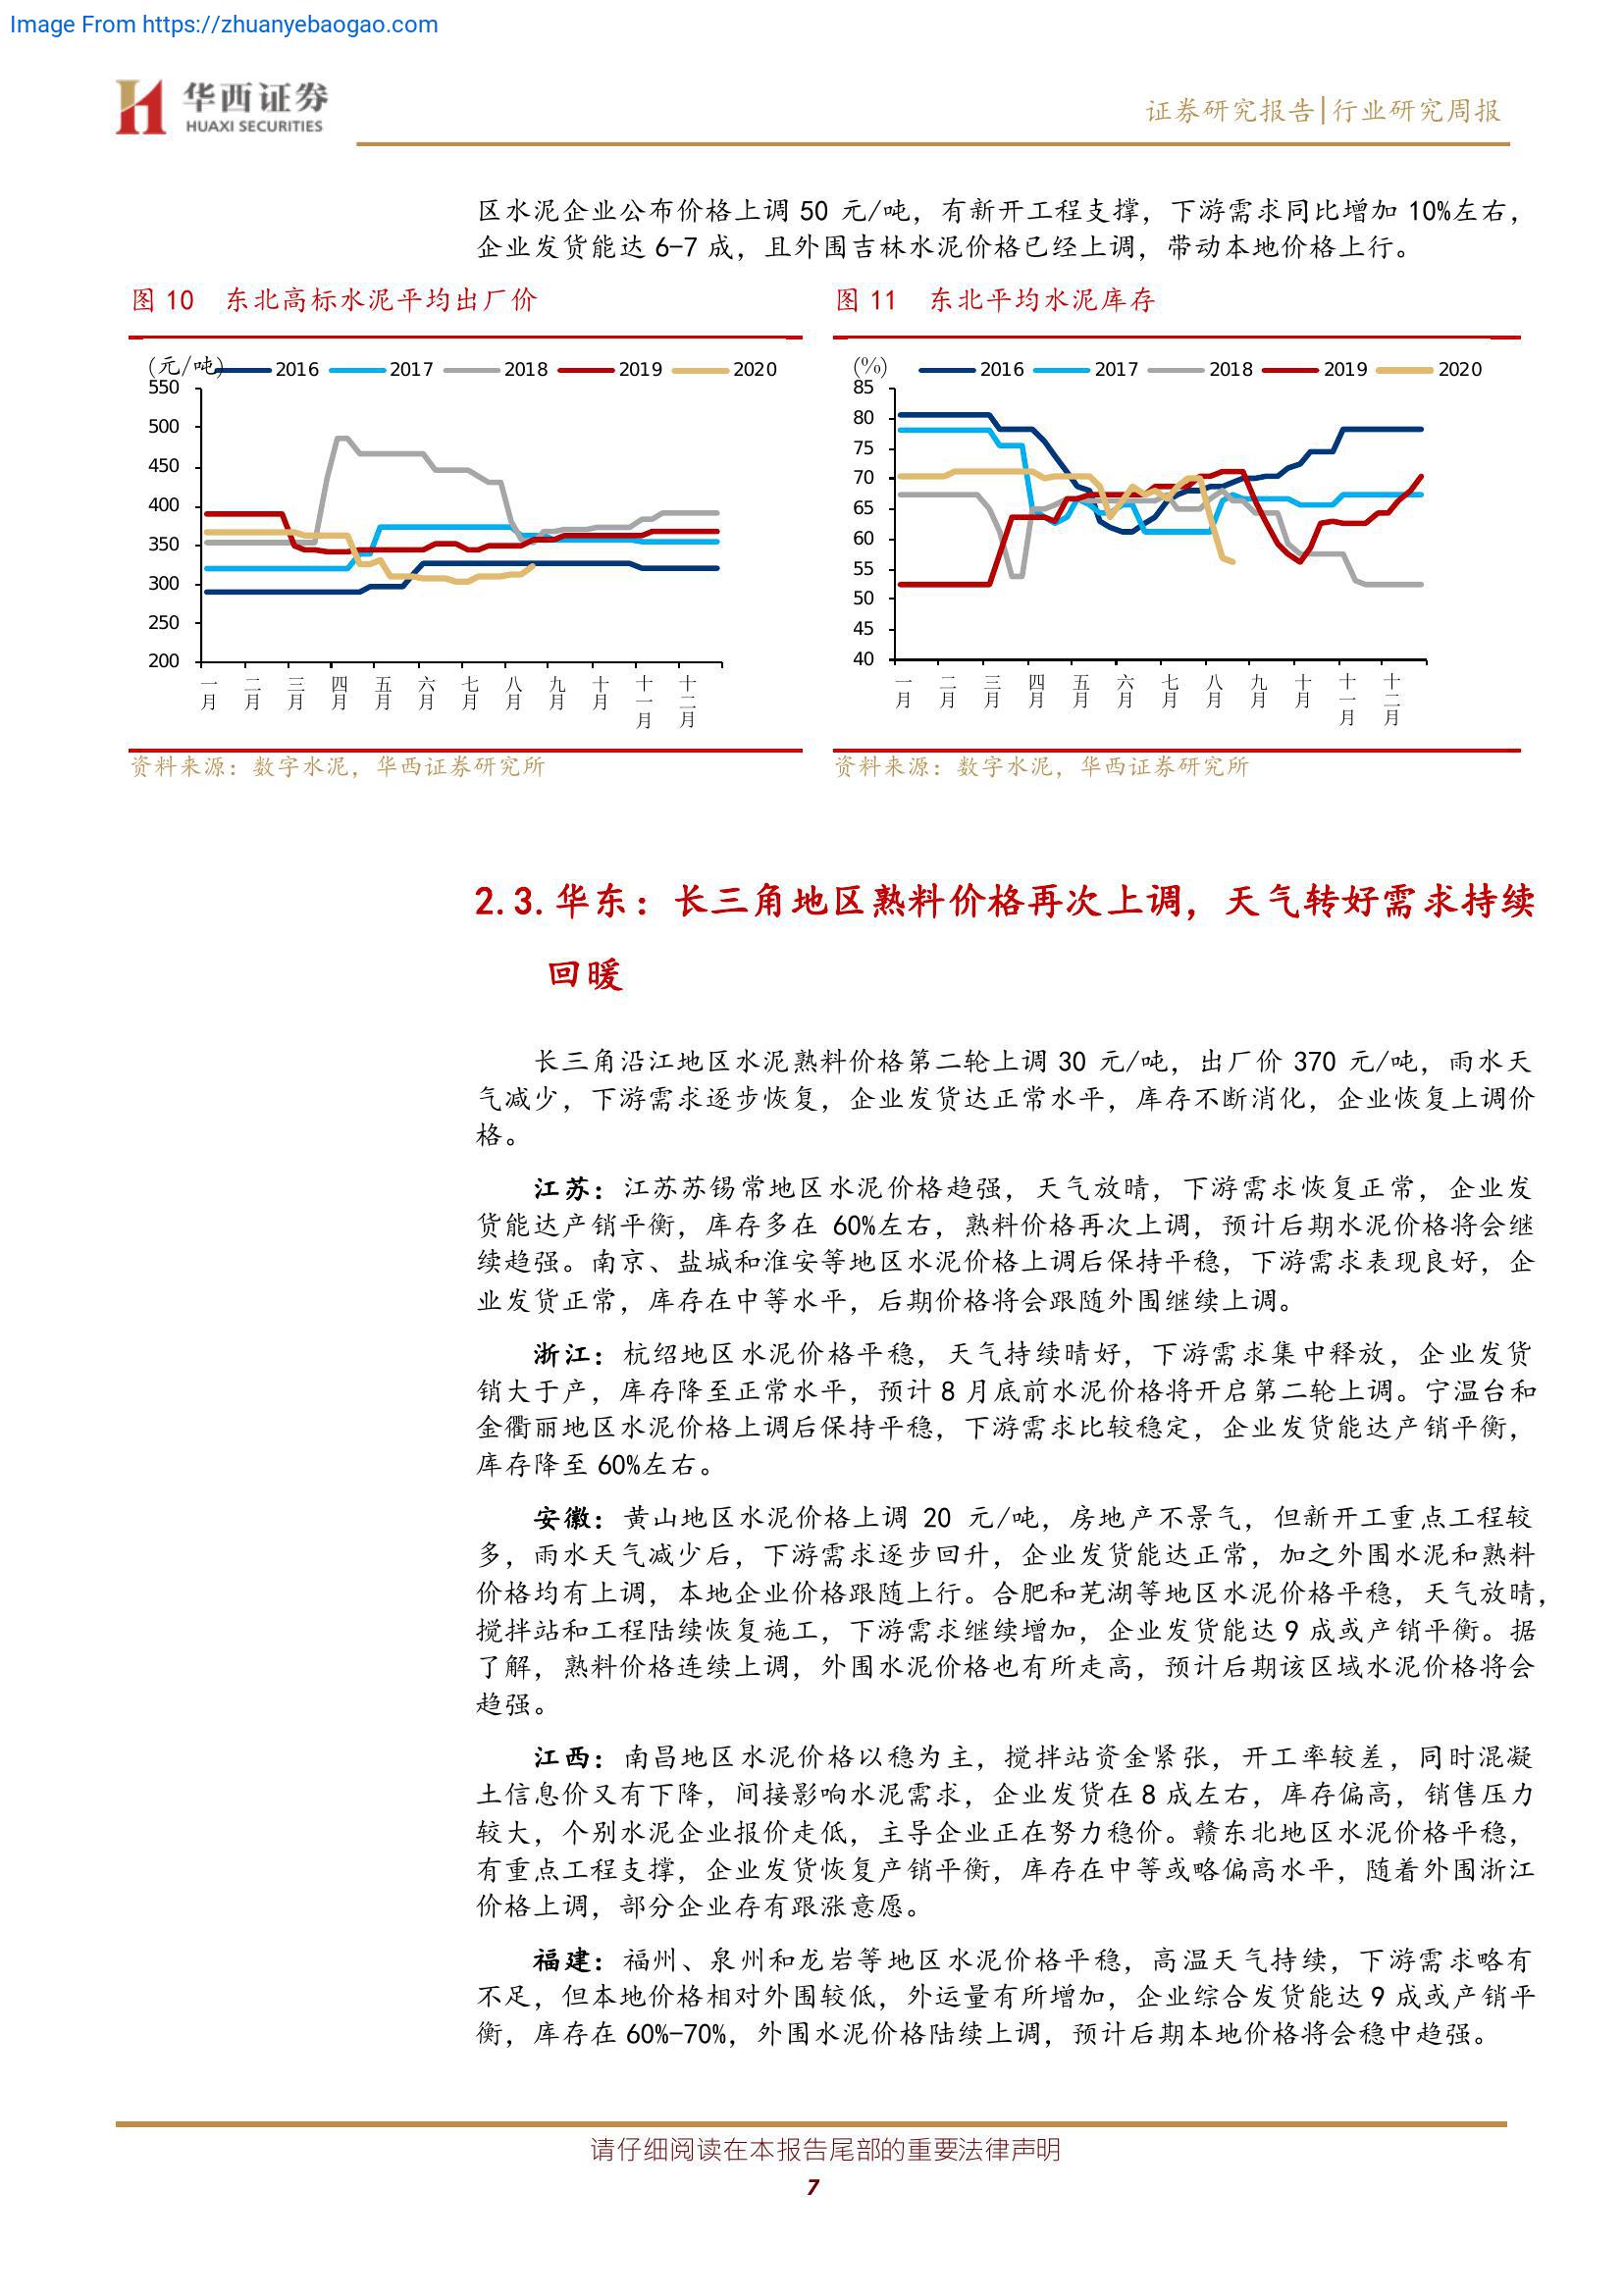 Image From https://zhuanyebaogao.com
华西证券
HUAXI SECURITIES
证券研究报告|行业研究周报
区水泥企业公布价格上调 50 元/吨，有新开工程支撑，下游需求同比增加 10%左右，
企业发货能达 6-7 成，且外围吉林水泥价格已经上调，带动本地价格上行。
图 10 东北高标水泥平均出厂价
(元/吨) 2016 2017 2018 2019 2020
550
500
450
400
350
300
250
200
一月 二月 三月 四月 五月 六月 七月 八月 九月 十月 十一月 十二月
资料来源：数字水泥，华西证券研究所
图 11 东北平均水泥库存
(%) 2016 2017 2018 2019 2020
85
80
75
70
65
60
55
50
45
40
一月 二月 三月 四月 五月 六月 七月 八月 九月 十月 十一月 十二月
资料来源：数字水泥，华西证券研究所
2.3.华东：长三角地区熟料价格再次上调，天气转好需求持续
回暖
长三角沿江地区水泥熟料价格第二轮上调 30 元/吨，出厂价 370 元/吨，雨水天
气减少，下游需求逐步恢复，企业发货达正常水平，库存不断消化，企业恢复上调价
格。
江苏：江苏苏锡常地区水泥价格趋强，天气放晴，下游需求恢复正常，企业发
货能达产销平衡，库存多在 60%左右，熟料价格再次上调，预计后期水泥价格将会继
续趋强。南京、盐城和淮安等地区水泥价格上调后保持平稳，下游需求表现良好，企
业发货正常，库存在中等水平，后期价格将会跟随外围继续上调。
浙江：杭绍地区水泥价格平稳，天气持续晴好，下游需求集中释放，企业发货
销大于产，库存降至正常水平，预计 8 月底前水泥价格将开启第二轮上调。宁温台和
金衢丽地区水泥价格上调后保持平稳，下游需求比较稳定，企业发货能达产销平衡，
库存降至 60%左右。
安徽：黄山地区水泥价格上调 20 元/吨，房地产不景气，但新开工重点工程较
多，雨水天气减少后，下游需求逐步回升，企业发货能达正常，加之外围水泥和熟料
价格均有上调，本地企业价格跟随上行。合肥和芜湖等地区水泥价格平稳，天气放晴，
搅拌站和工程陆续恢复施工，下游需求继续增加，企业发货能达 9 成或产销平衡。据
了解，熟料价格连续上调，外围水泥价格也有所走高，预计后期该区域水泥价格将会
趋强。
江西：南昌地区水泥价格以稳为主，搅拌站资金紧张，开工率较差，同时混凝
土信息价又有下降，间接影响水泥需求，企业发货在 8 成左右，库存偏高，销售压力
较大，个别水泥企业报价走低，主导企业正在努力稳价。赣东北地区水泥价格平稳，
有重点工程支撑，企业发货恢复产销平衡，库存在中等或略偏高水平，随着外围浙江
价格上调，部分企业存有跟涨意愿。
福建：福州、泉州和龙岩等地区水泥价格平稳，高温天气持续，下游需求略有
不足，但本地价格相对外围较低，外运量有所增加，企业综合发货能达 9 成或产销平
衡，库存在 60%-70%，外围水泥价格陆续上调，预计后期本地价格将会稳中趋强。
请仔细阅读在本报告尾部的重要法律声明
7